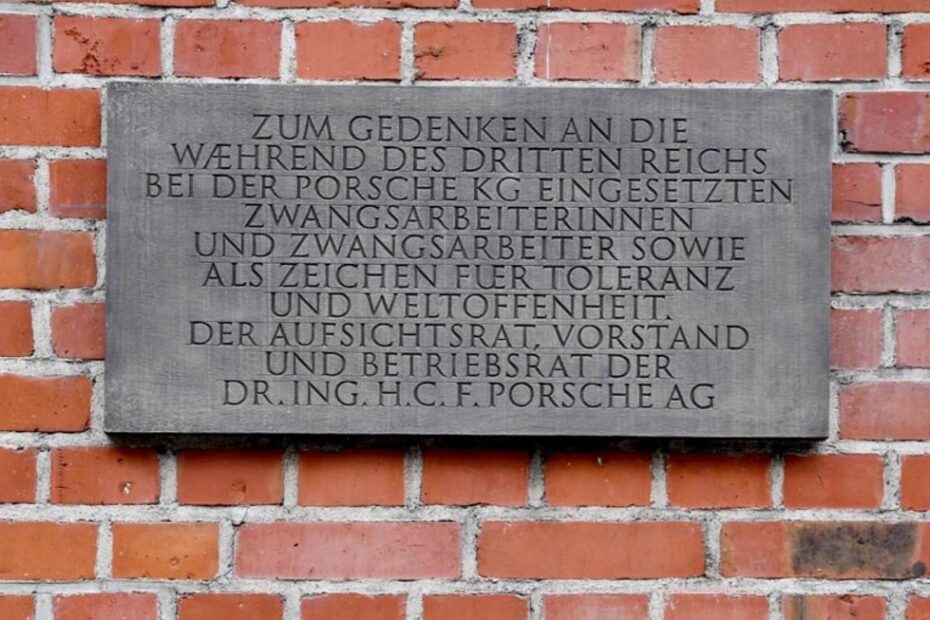 ZUM GEDENKEN AN DIE
WÆHREND DES DRITTEN REICHS
BEI DER PORSCHE KG EINGESETZTEN
ZWANGSARBEITERINNEN
UND ZWANGSARBEITER SOWIE
ALS ZEICHEN FUER TOLERANZ
UND WELTOFFENHEIT.
DER AUFSICHTSRAT, VORSTAND
UND BETRIEBSRAT DER
DR. ING. H.C. F. PORSCHE AG